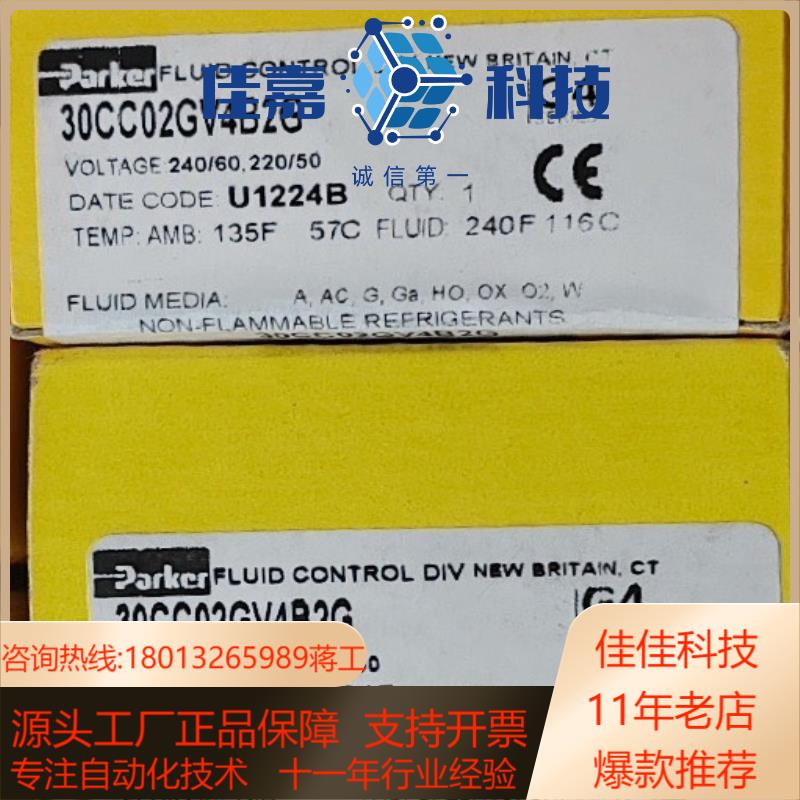 Parker FLUID CONTROL NEW BRITAIN, CT
佳嘉 科技
30CC02GV4B2G G4
SERIES
VOLTAGE 240/60, 220/50
诚信第一
DATE CODE: U1224B QTY: 1 CE
TEMP: AMB: 135F 57C FLUID: 240F 116C
FLUID MEDIA: A, AC, G, Ga, HO, OX O2, W
NON-FLAMMABLE REFRIGERANTS
30CC02GV4B2G
Parker FLUID CONTROL DIV NEW BRITAIN, CT
30CC02GV4B2G G4
咨询热线:18013265989蒋工
佳佳科技
11年老店
爆款推荐
源头工厂正品保障 支持开票
专注自动化技术 十一年行业经验